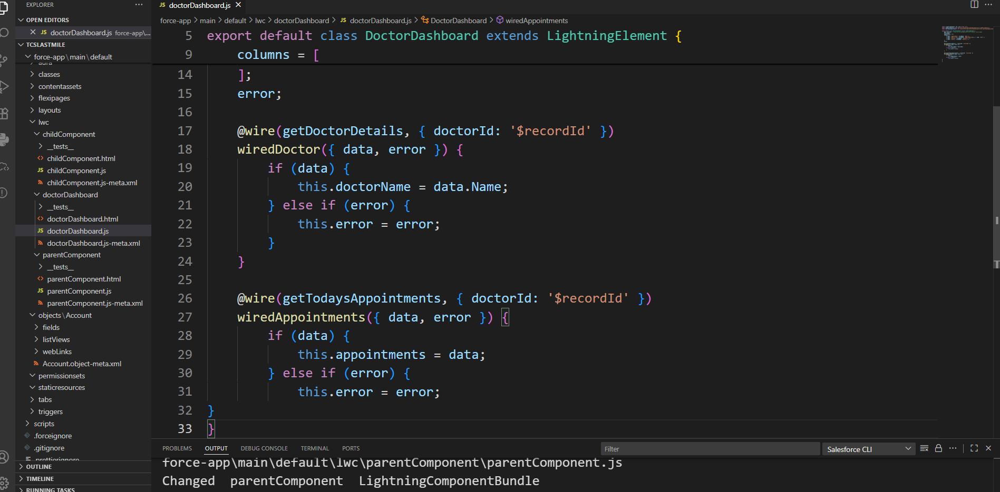 EXPLORER
OPEN EDITORS
JS doctorDashboard.js force-app\...
TCSLASTMILE
force-app\main\default
aura
classes
contentassets
flexipages
layouts
lwc
childComponent
__tests__
childComponent.html
JS childComponent.js
childComponent.js-meta.xml
doctorDashboard
__tests__
doctorDashboard.html
JS doctorDashboard.js
doctorDashboard.js-meta.xml
parentComponent
__tests__
parentComponent.html
JS parentComponent.js
parentComponent.js-meta.xml
objects\Account
fields
listViews
webLinks
Account.object-meta.xml
permissionsets
staticresources
tabs
triggers
scripts
.forceignore
.gitignore
.prettierignore
OUTLINE
TIMELINE
RUNNING TASKS
JS doctorDashboard.js
force-app > main > default > lwc > doctorDashboard > JS doctorDashboard.js > DoctorDashboard > wiredAppointments
5 export default class DoctorDashboard extends LightningElement {
9 columns = [
14 ];
15 error;
16
17 @wire(getDoctorDetails, { doctorId: '$recordId' })
18 wiredDoctor({ data, error }) {
19 if (data) {
20 this.doctorName = data.Name;
21 } else if (error) {
22 this.error = error;
23 }
24 }
25
26 @wire(getTodaysAppointments, { doctorId: '$recordId' })
27 wiredAppointments({ data, error }) {
28 if (data) {
29 this.appointments = data;
30 } else if (error) {
31 this.error = error;
32 }
33 }
PROBLEMS OUTPUT DEBUG CONSOLE TERMINAL PORTS Filter Salesforce CLI
force-app\main\default\lwc\parentComponent\parentComponent.js
Changed parentComponent LightningComponentBundle